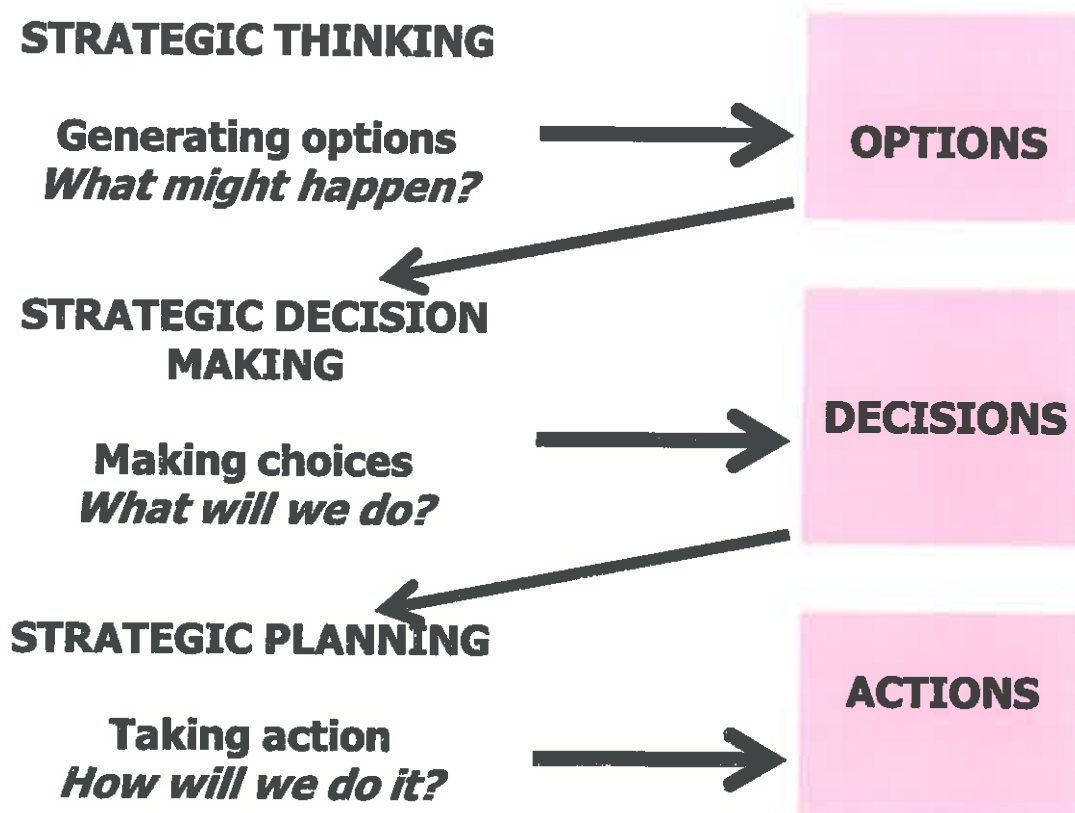 STRATEGIC THINKING
Generating options
What might happen?
OPTIONS
STRATEGIC DECISION
MAKING
Making choices
What will we do?
DECISIONS
STRATEGIC PLANNING
Taking action
How will we do it?
ACTIONS